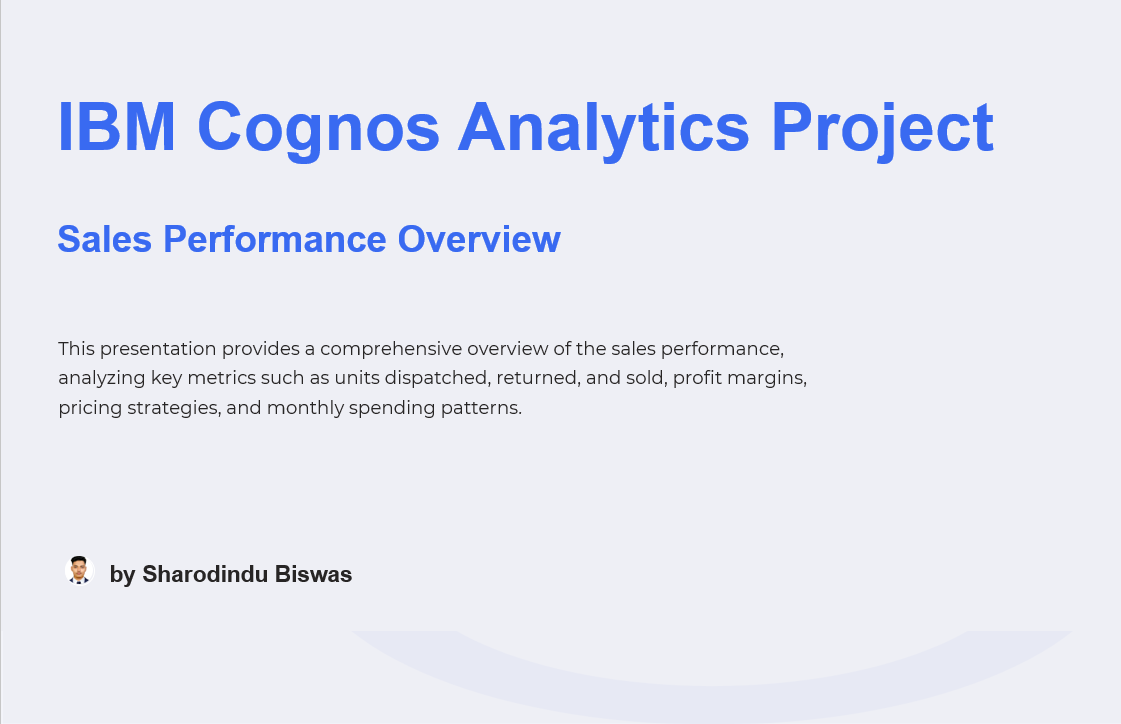 IBM Cognos Analytics Project
Sales Performance Overview
This presentation provides a comprehensive overview of the sales performance,
analyzing key metrics such as units dispatched, returned, and sold, profit margins,
pricing strategies, and monthly spending patterns.
by Sharodindu Biswas